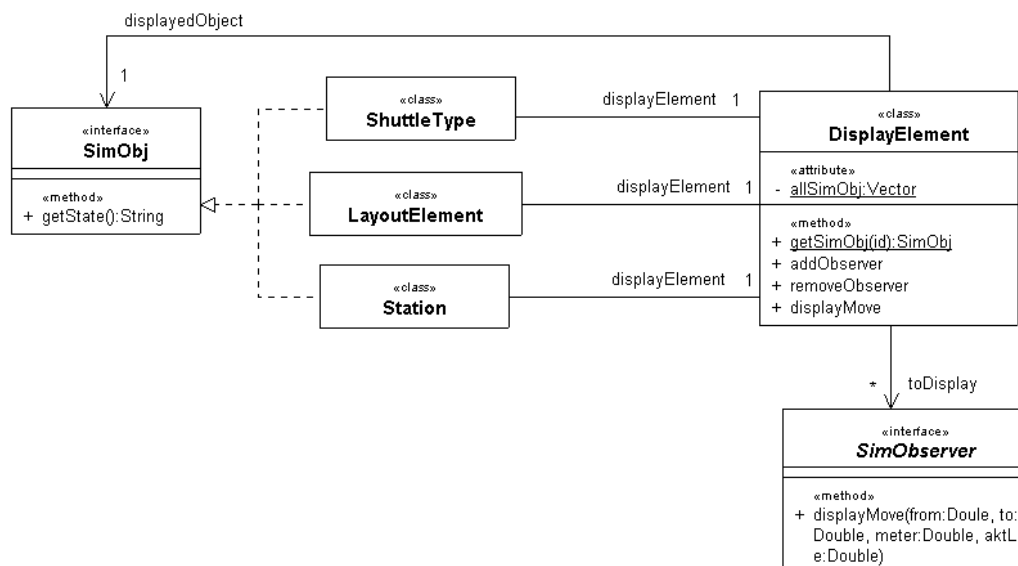 displayedObject
1
«interface»
SimObj
«method»
+ getState():String
«class»
ShuttleType
displayElement 1
«class»
LayoutElement
displayElement 1
«class»
Station
displayElement 1
«class»
DisplayElement
«attribute»
- allSimObj:Vector
«method»
+ getSimObj(id):SimObj
+ addObserver
+ removeObserver
+ displayMove
* toDisplay
«interface»
SimObserver
«method»
+ displayMove(from:Doule, to:
Double, meter:Double, aktL
e:Double)